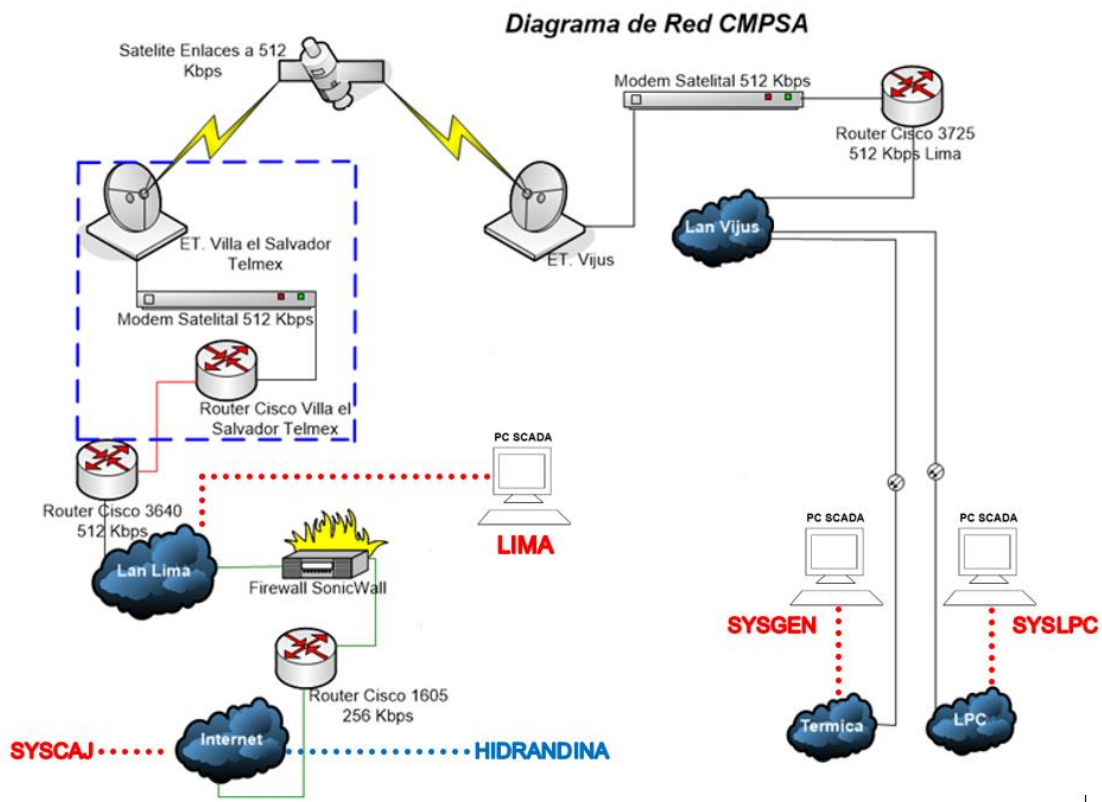 Diagrama de Red CMPSA
Satelite Enlaces a 512
Kbps
Modem Satelital 512 Kbps
Router Cisco 3725
512 Kbps Lima
Lan Vijus
ET. Villa el Salvador
Telmex
ET. Vijus
Modem Satelital 512 Kbps
Router Cisco Villa el
Salvador Telmex
PC SCADA
LIMA
Router Cisco 3640
512 Kbps
Lan Lima
Firewall SonicWall
PC SCADA
PC SCADA
SYSGEN
SYSLPC
Router Cisco 1605
256 Kbps
Termica
LPC
SYSCAJ
Internet
HIDRANDINA